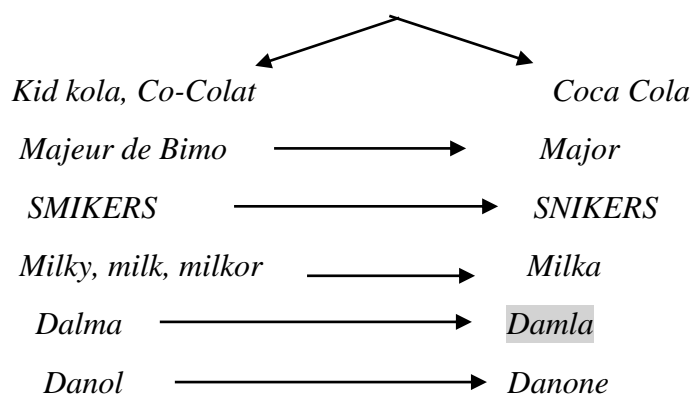 Kid kola, Co-Colat Coca Cola
Majeur de Bimo Major
SMIKERS SNIKERS
Milky, milk, milkor Milka
Dalma Damla
Danol Danone